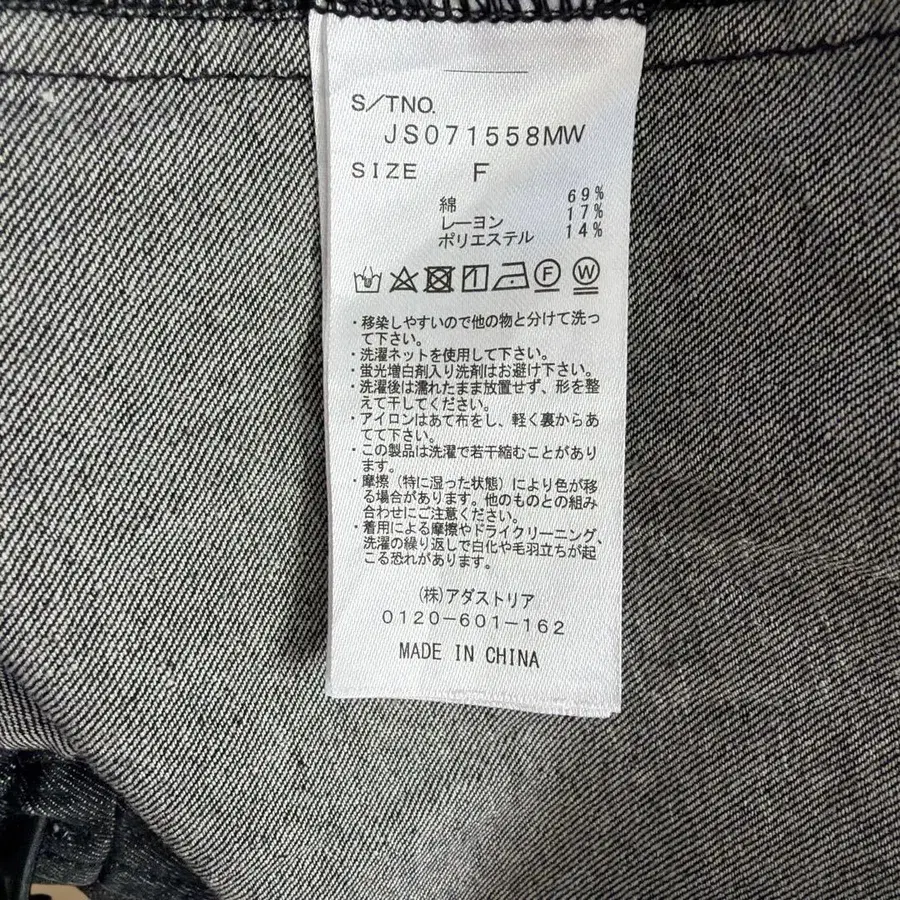 S/TNO.
JS071558MW
SIZE F
綿 69%
レーヨン 17%
ポリエステル 14%
F W
・移染しやすいので他の物と分けて洗っ
て下さい。
・洗濯ネットを使用して下さい。
・蛍光増白剤入り洗剤はお避け下さい。
・洗濯後は濡れたまま放置せず、形を整
えて干してください。
・アイロンはあて布をし、軽く裏からあ
てて下さい。
・この製品は洗濯で若干縮むことがあり
ます。
・摩擦（特に湿った状態）により色が移
る場合があります。他のものとの組み
合わせにご注意ください。
・着用による摩擦やドライクリーニング、
洗濯の繰り返しで白化や毛羽立ちが起
こる恐れがあります。
(株)アダストリア
0120-601-162
MADE IN CHINA